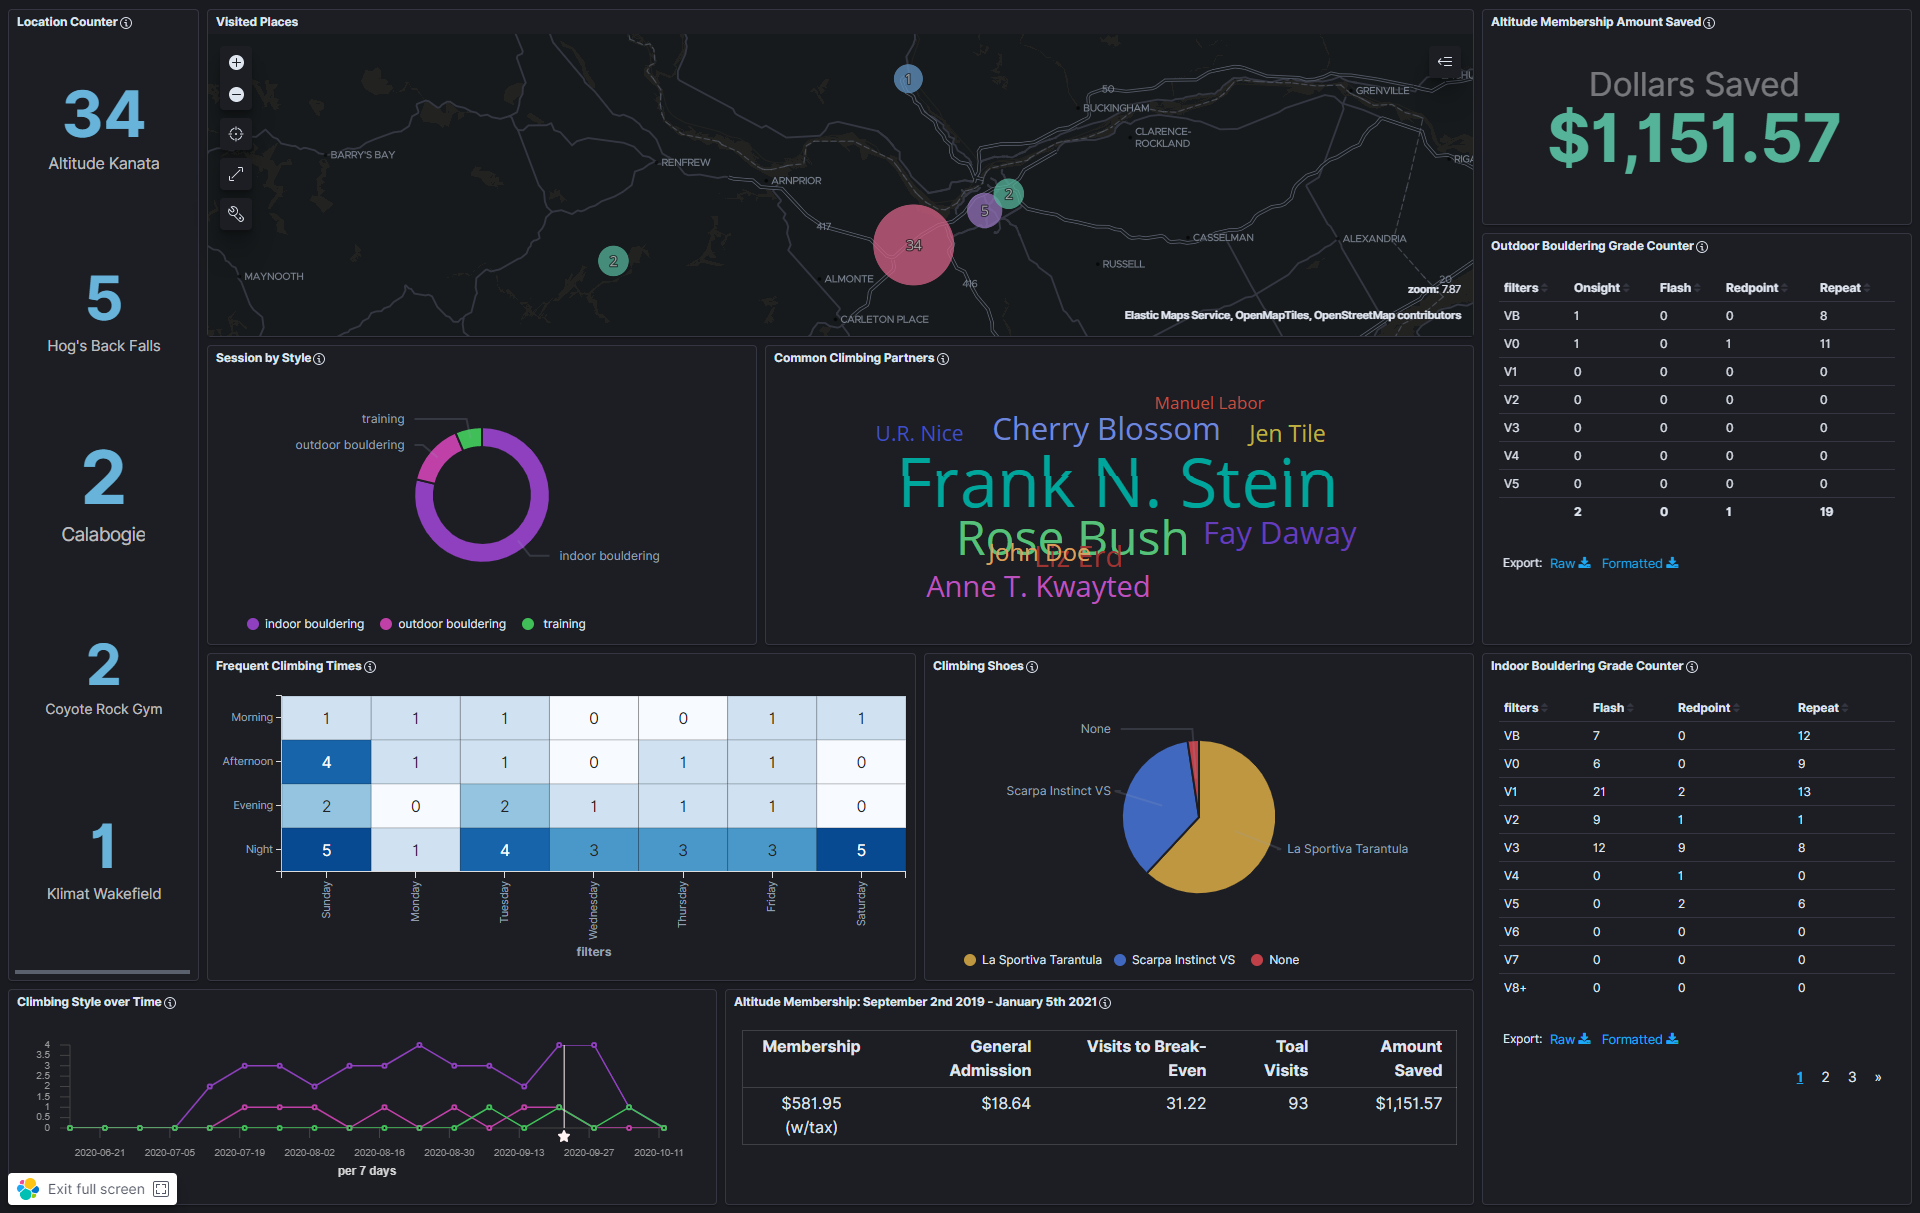 Location Counter
34
Altitude Kanata
5
Hog's Back Falls
2
Calabogie
2
Coyote Rock Gym
1
Klimat Wakefield
Visited Places
1
50
GRENVILLE
BUCKINGHAM
CLARENCE-
ROCKLAND
BARRY'S BAY
RENFREW
ARNPRIOR
2
5
417
34
CASSELMAN
ALEXANDRIA
2
MAYNOOTH
ALMONTE
RUSSELL
416
20
zoom: 7.87
CARLETON PLACE
Elastic Maps Service, OpenMapTiles, OpenStreetMap contributors
Altitude Membership Amount Saved
Dollars Saved
$1,151.57
Session by Style
training
outdoor bouldering
indoor bouldering
indoor bouldering outdoor bouldering training
Common Climbing Partners
Manuel Labor
U.R. Nice Cherry Blossom Jen Tile
Frank N. Stein
Rose Bush Fay Daway
John Doe Liz Erd
Anne T. Kwayted
Outdoor Bouldering Grade Counter
filters Onsight Flash Redpoint Repeat
VB 1 0 0 8
V0 1 0 1 11
V1 0 0 0 0
V2 0 0 0 0
V3 0 0 0 0
V4 0 0 0 0
V5 0 0 0 0
2 0 1 19
Export: Raw Formatted
Frequent Climbing Times
Morning 1 1 1 0 0 1 1
Afternoon 4 1 1 0 1 1 0
Evening 2 0 2 1 1 1 0
Night 5 1 4 3 3 3 5
Sunday Monday Tuesday Wednesday Thursday Friday Saturday
filters
Climbing Shoes
None
Scarpa Instinct VS
La Sportiva Tarantula
La Sportiva Tarantula Scarpa Instinct VS None
Indoor Bouldering Grade Counter
filters Flash Redpoint Repeat
VB 7 0 12
V0 6 0 9
V1 21 2 13
V2 9 1 1
V3 12 9 8
V4 0 1 0
V5 0 2 6
V6 0 0 0
V7 0 0 0
V8+ 0 0 0
Export: Raw Formatted
1 2 3 »
Climbing Style over Time
4
3.5
3
2.5
2
1.5
1
0.5
0
2020-06-21 2020-07-05 2020-07-19 2020-08-02 2020-08-16 2020-08-30 2020-09-13 2020-09-27 2020-10-11
per 7 days
Exit full screen
Altitude Membership: September 2nd 2019 - January 5th 2021
Membership General Visits to Break- Toal Amount
Admission Even Visits Saved
$581.95 $18.64 31.22 93 $1,151.57
(w/tax)